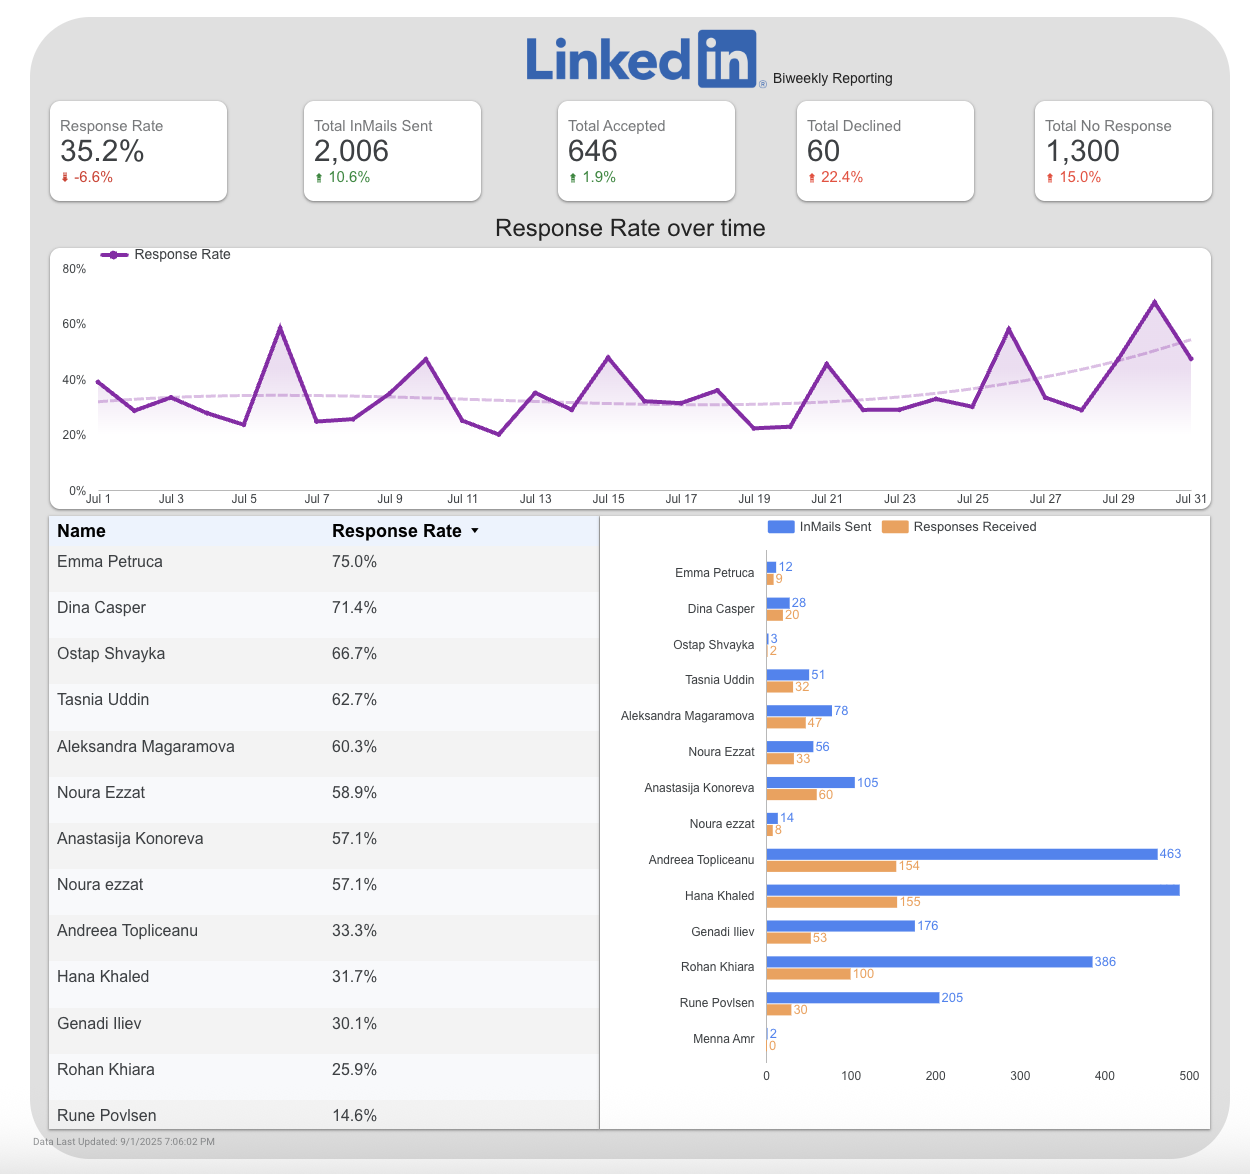 Linked in ®
Biweekly Reporting
Response Rate
35.2%
-6.6%
Total InMails Sent
2,006
10.6%
Total Accepted
646
1.9%
Total Declined
60
22.4%
Total No Response
1,300
15.0%
Response Rate over time
Response Rate
80%
60%
40%
20%
0%
Jul 1 Jul 3 Jul 5 Jul 7 Jul 9 Jul 11 Jul 13 Jul 15 Jul 17 Jul 19 Jul 21 Jul 23 Jul 25 Jul 27 Jul 29 Jul 31
Name Response Rate
Emma Petruca 75.0%
Dina Casper 71.4%
Ostap Shvayka 66.7%
Tasnia Uddin 62.7%
Aleksandra Magaramova 60.3%
Noura Ezzat 58.9%
Anastasija Konoreva 57.1%
Noura ezzat 57.1%
Andreea Topliceanu 33.3%
Hana Khaled 31.7%
Genadi Iliev 30.1%
Rohan Khiara 25.9%
Rune Povlsen 14.6%
InMails Sent Responses Received
Emma Petruca 12
9
Dina Casper 28
20
Ostap Shvayka 3
2
Tasnia Uddin 51
32
Aleksandra Magaramova 78
47
Noura Ezzat 56
33
Anastasija Konoreva 105
60
Noura ezzat 14
8
Andreea Topliceanu 463
154
Hana Khaled
155
Genadi Iliev 176
53
Rohan Khiara 386
100
Rune Povlsen 205
30
Menna Amr 2
0
0 100 200 300 400 500
Data Last Updated: 9/1/2025 7:06:02 PM